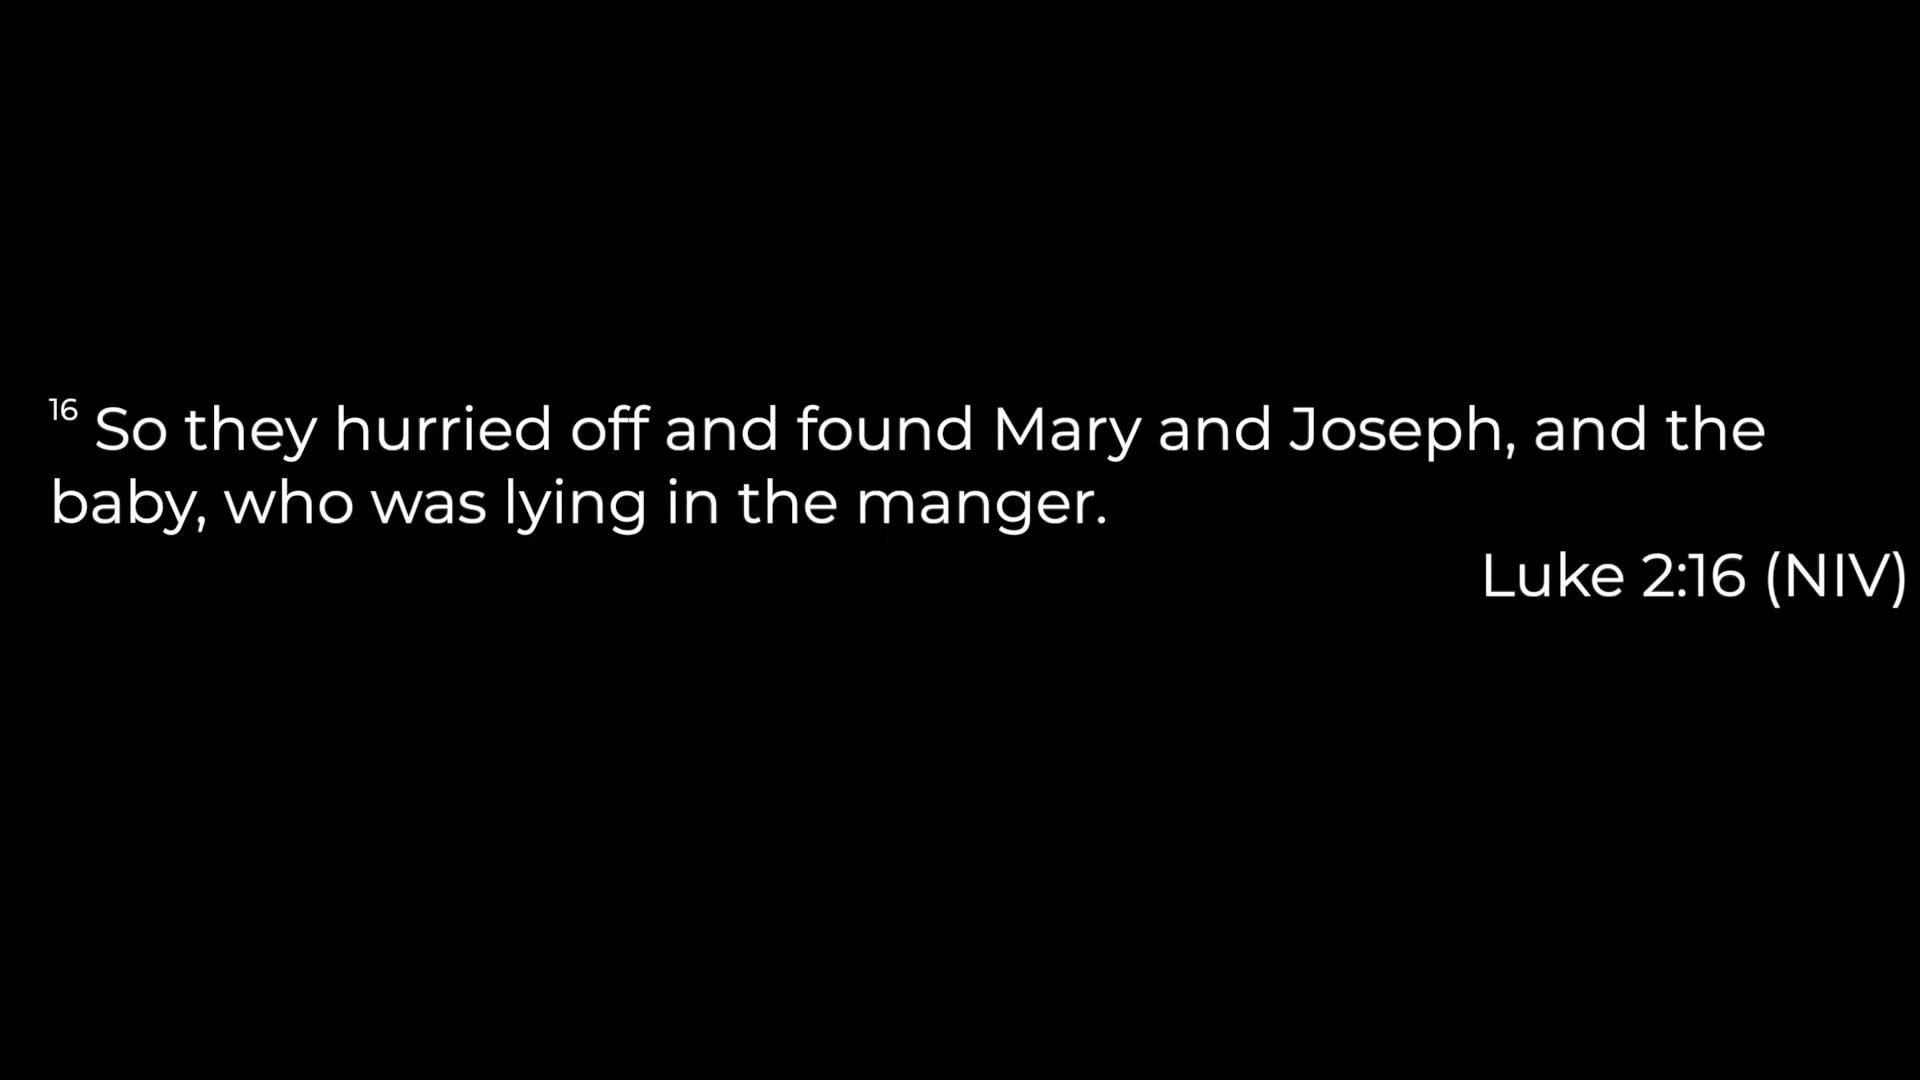 16 So they hurried off and found Mary and Joseph, and the
baby, who was lying in the manger.
Luke 2:16 (NIV)